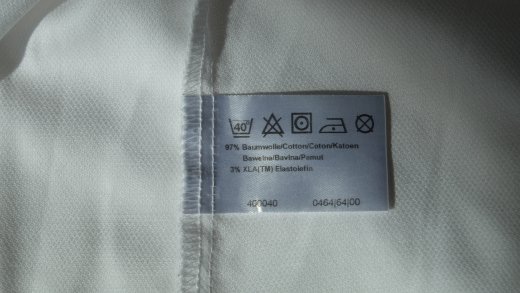 40°
97% Baumwolle/Cotton/Coton/Katoen
Bawełna/Bavlna/Pamut
3% XLA(TM) Elastolefin
400040 0464|64|00